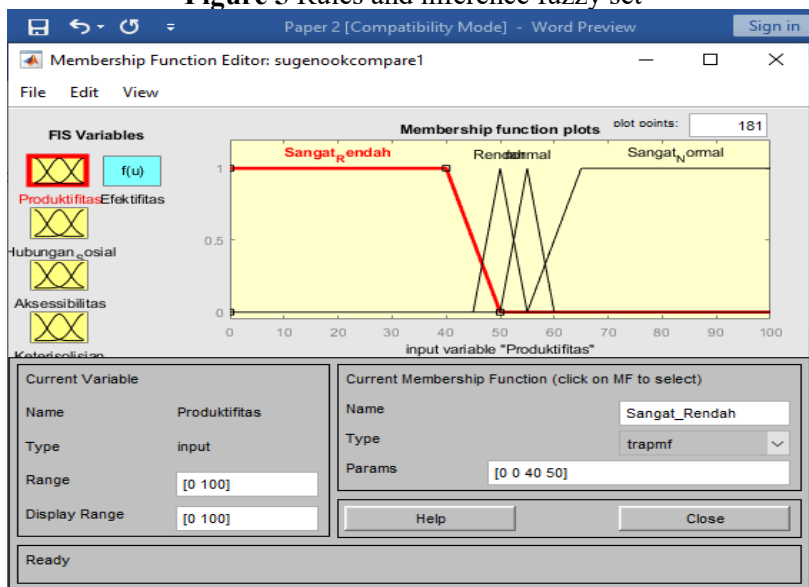 Figure 3 Rules and inference fuzzy set
Paper 2 [Compatibility Mode] - Word Preview
Sign in
Membership Function Editor: sugenookcompare1
File Edit View
FIS Variables
Membership function plots
plot points:
181
f(u)
Produktifitas
Efektifitas
Hubungan_sosial
Aksessibilitas
Keterisolisian
Sangat_Rendah
Sangat_Normal
1
0.5
0
0 10 20 30 40 50 60 70 80 90 100
input variable "Produktifitas"
Current Variable
Name Produktifitas
Type input
Range [0 100]
Display Range [0 100]
Current Membership Function (click on MF to select)
Name Sangat_Rendah
Type trapmf
Params [0 0 40 50]
Help
Close
Ready